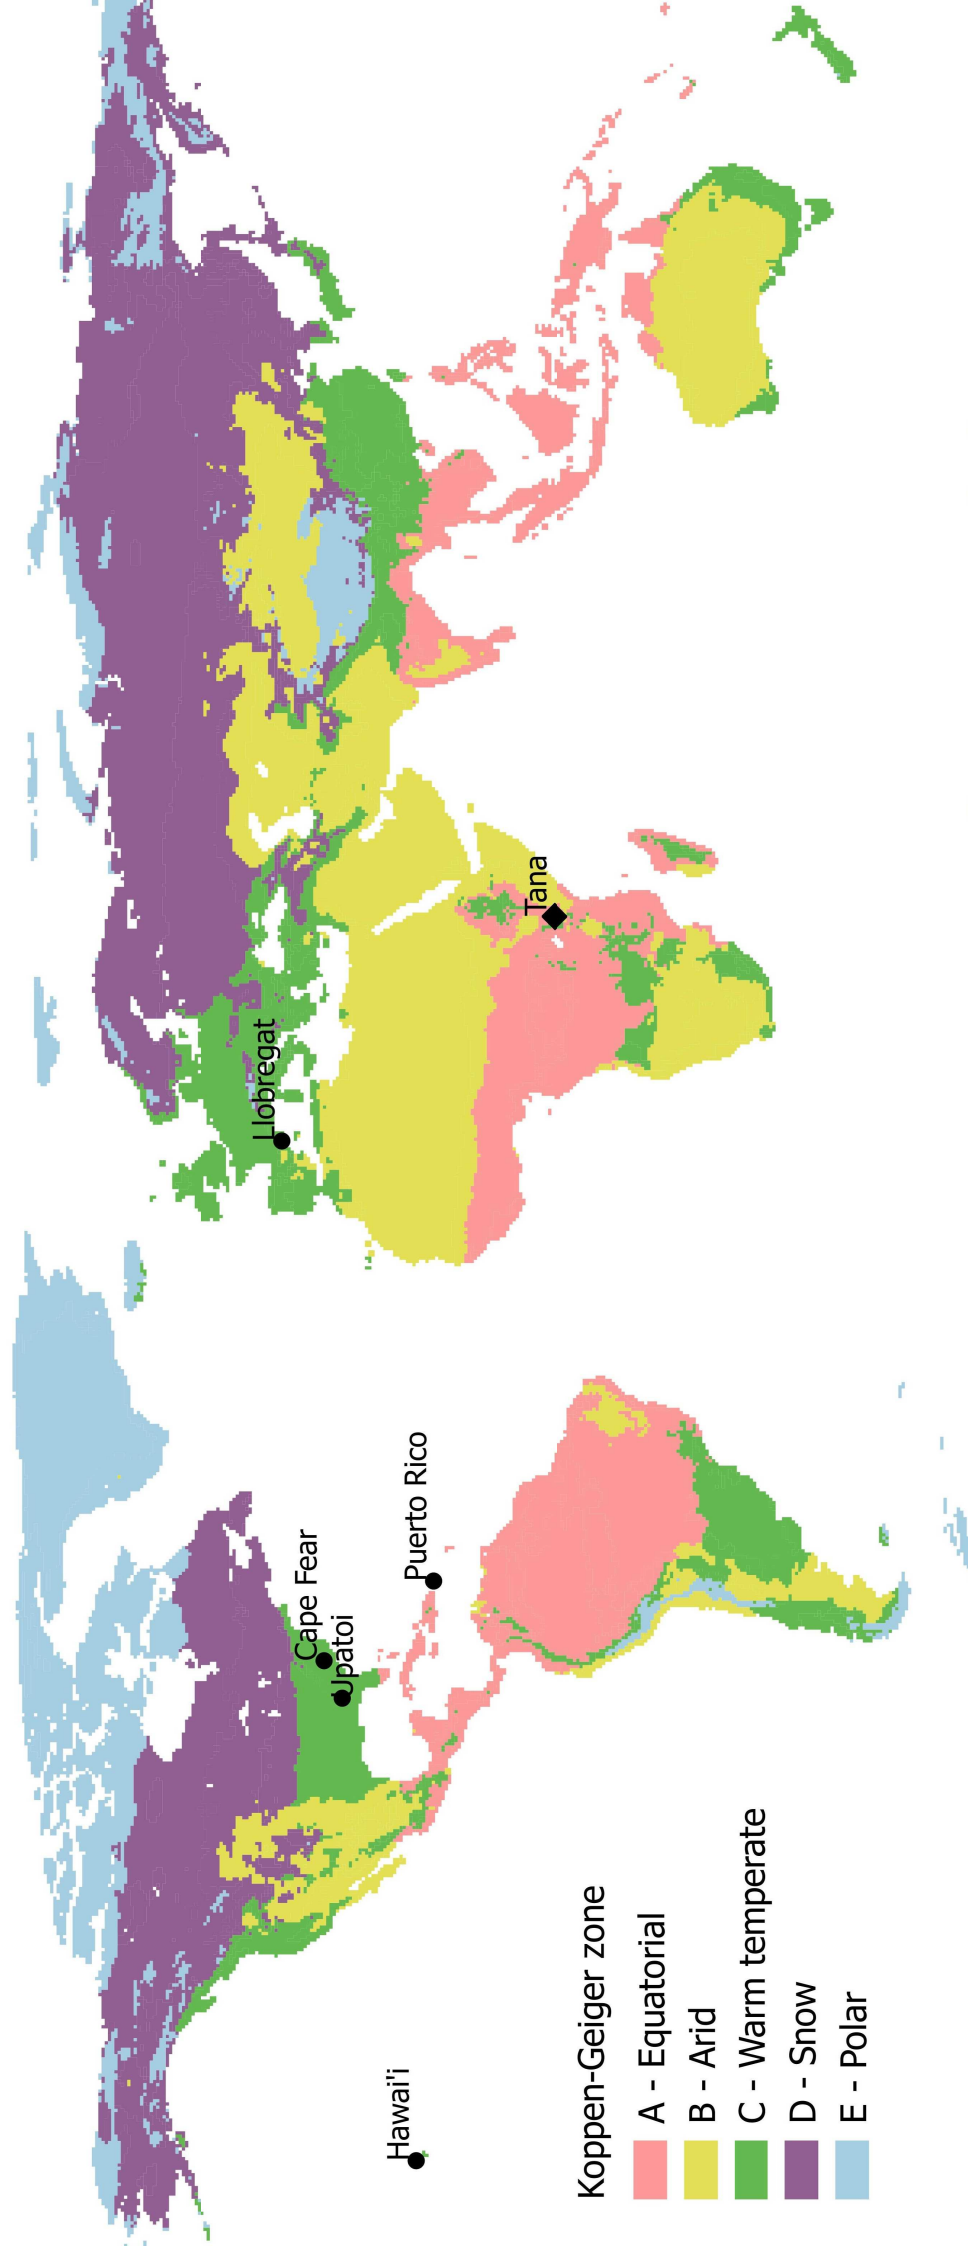 Llobregat
Tana
Cape Fear
Upatoi
Puerto Rico
Hawai'i
Koppen-Geiger zone
A - Equatorial
B - Arid
C - Warm temperate
D - Snow
E - Polar